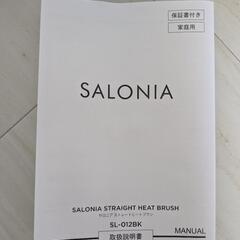 保証書付き
家庭用
SALONIA
SALONIA STRAIGHT HEAT BRUSH
サロニア ストレートヒートブラシ
SL-012BK
取扱説明書
MANUAL